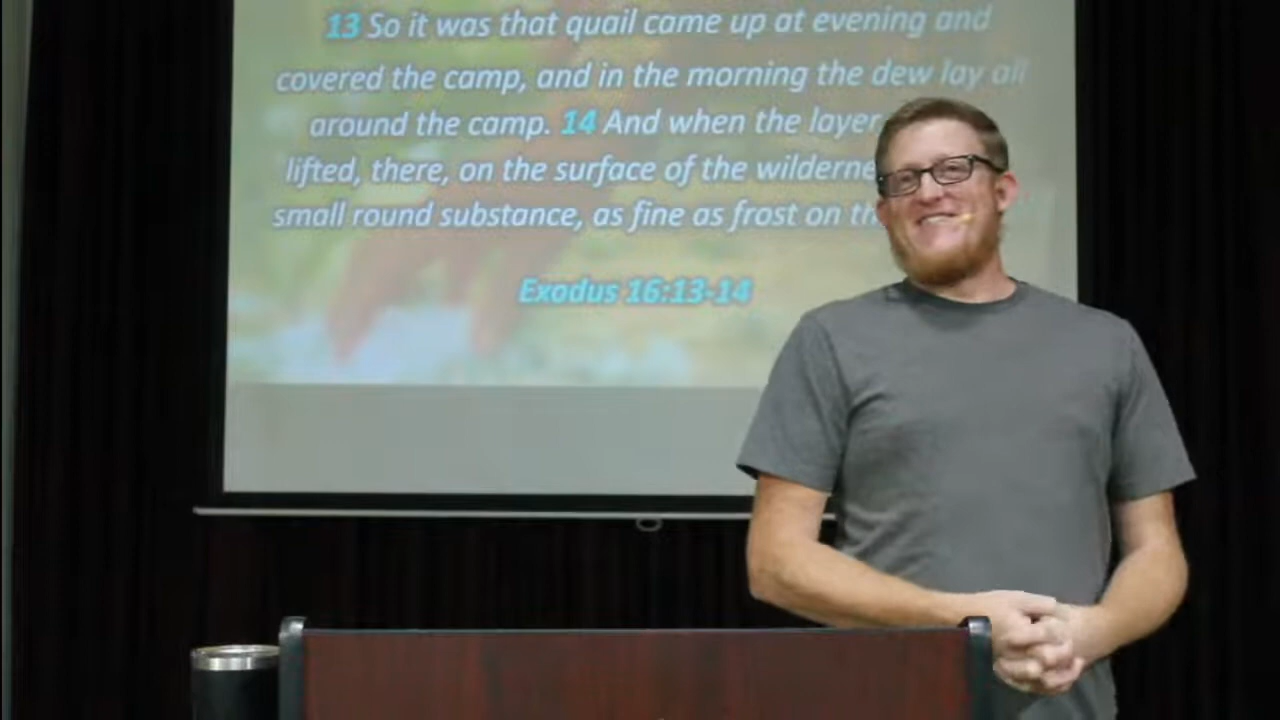 13 So it was that quail came up at evening and
covered the camp, and in the morning the dew lay all
around the camp. 14 And when the layer
lifted, there, on the surface of the
small round substance, as fine as frost on
Exodus 16:13-14